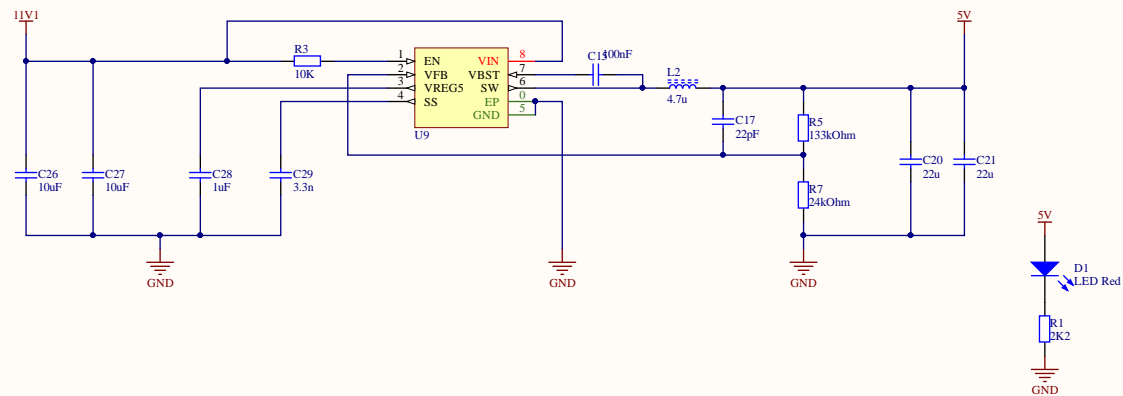 11V1
5V
R3
10K
1
EN
2
VFB
3
VREG5
4
SS
VIN
8
VBST
7
SW
6
EP
0
GND
5
U9
C15
100nF
L2
4.7u
C17
22pF
R5
133kOhm
C26
10uF
C27
10uF
C28
1uF
C29
3.3n
R7
24kOhm
C20
22u
C21
22u
GND
GND
GND
5V
D1
LED Red
R1
2K2
GND